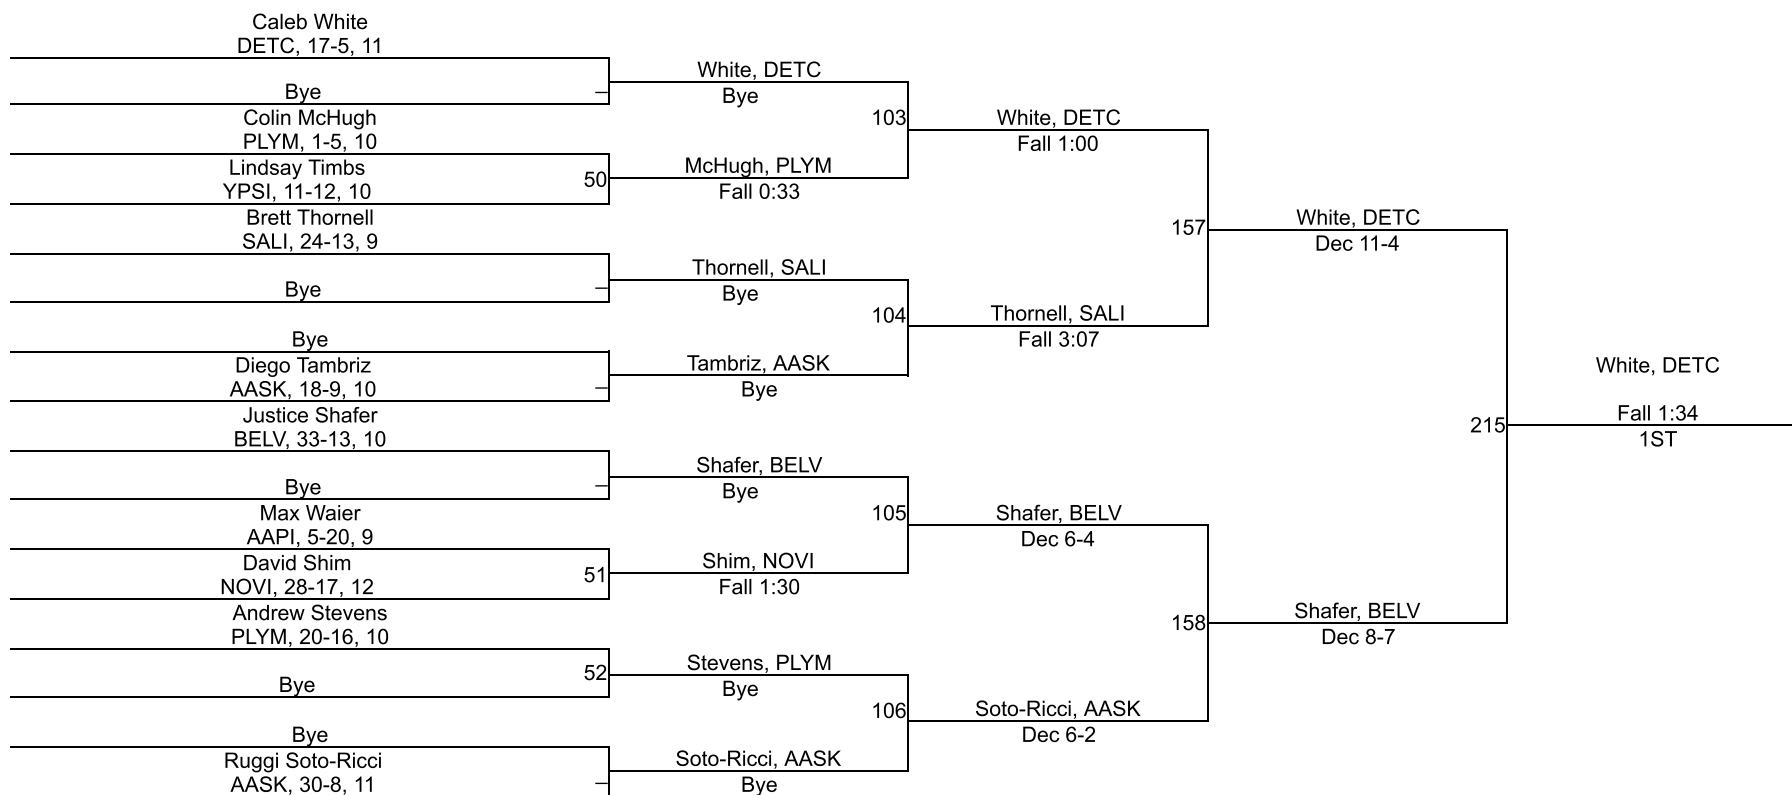 Caleb White
DETC, 17-5, 11
Bye
Colin McHugh
PLYM, 1-5, 10
Lindsay Timbs
YPSI, 11-12, 10
50
Brett Thornell
SALI, 24-13, 9
Bye
Bye
Diego Tambriz
AASK, 18-9, 10
Justice Shafer
BELV, 33-13, 10
Bye
Max Waier
AAPI, 5-20, 9
David Shim
NOVI, 28-17, 12
51
Andrew Stevens
PLYM, 20-16, 10
52
Bye
Bye
Ruggi Soto-Ricci
AASK, 30-8, 11
White, DETC
Bye
103
McHugh, PLYM
Fall 0:33
Thornell, SALI
Bye
104
Tambriz, AASK
Bye
Shafer, BELV
Bye
105
Shim, NOVI
Fall 1:30
Stevens, PLYM
Bye
106
Soto-Ricci, AASK
Bye
White, DETC
Fall 1:00
157
Thornell, SALI
Fall 3:07
Shafer, BELV
Dec 6-4
158
Soto-Ricci, AASK
Dec 6-2
White, DETC
Dec 11-4
215
Shafer, BELV
Dec 8-7
White, DETC
Fall 1:34
1ST